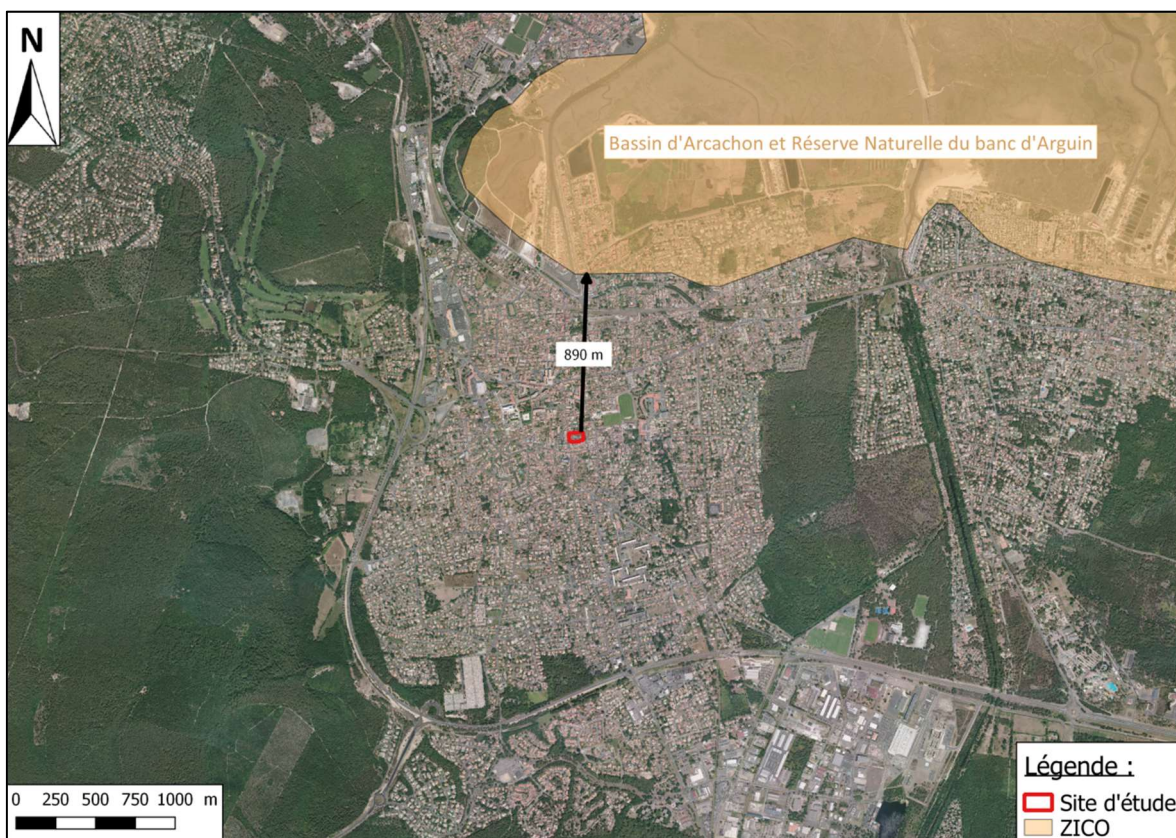 N
Bassin d'Arcachon et Réserve Naturelle du banc d'Arguin
890 m
0 250 500 750 1000 m
Légende :
Site d'étude
ZICO